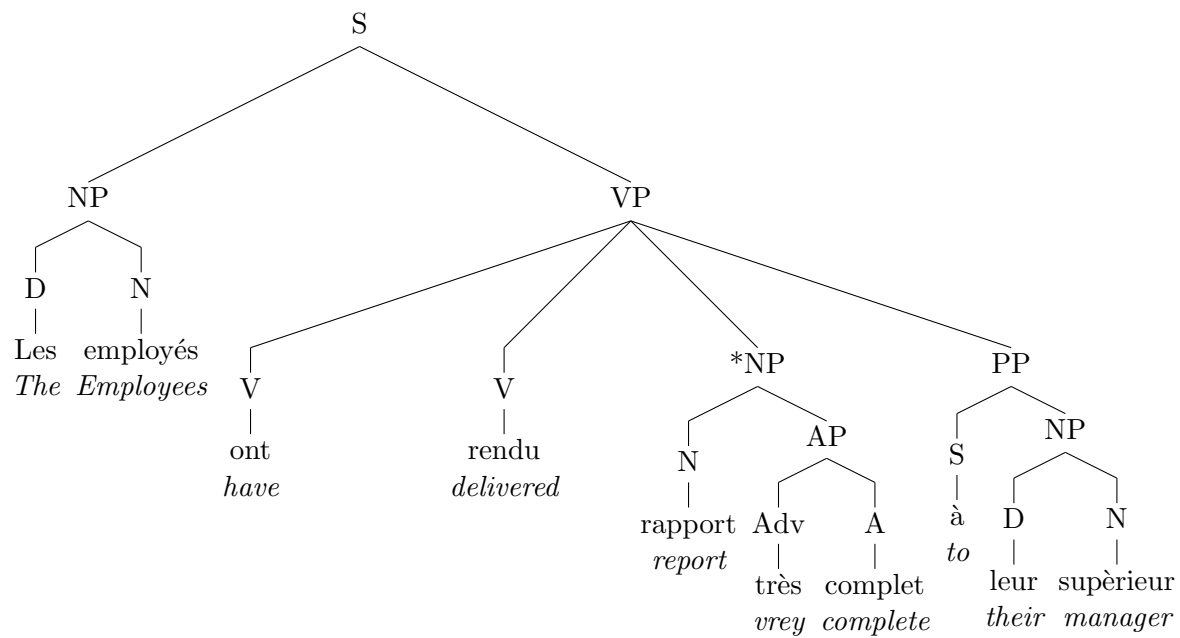 S
NP VP
D N
Les employés
The Employees
*NP PP
V V
AP NP
ont rendu N S
have delivered
rapport Adv A à D N
report to
très complet leur supèrieur
vrey complete their manager